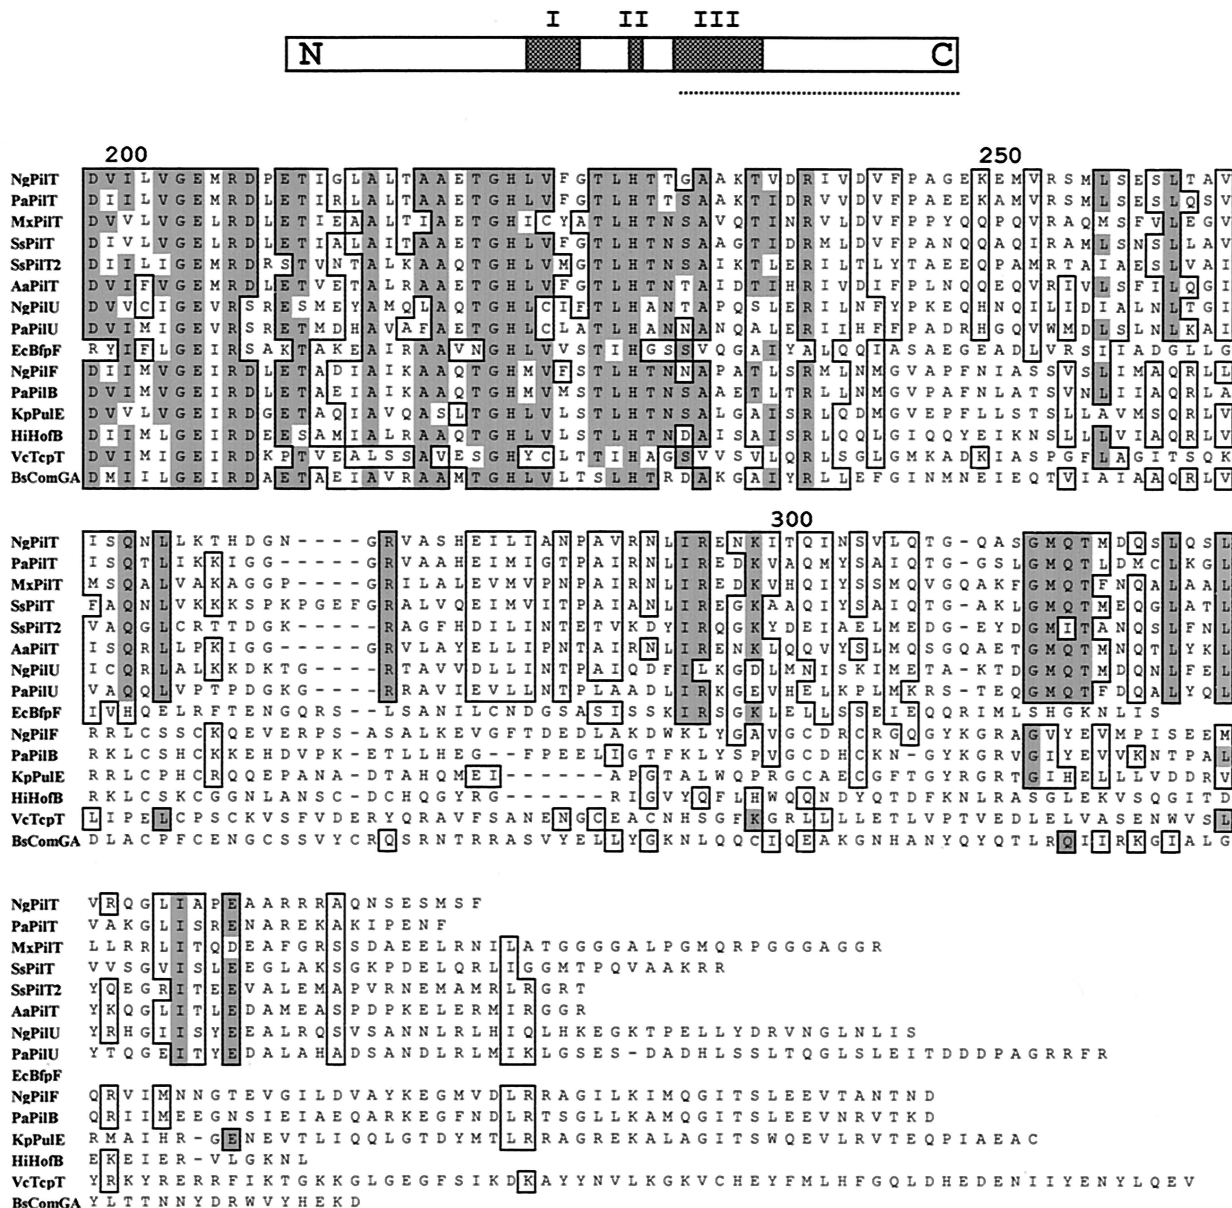 I II III
N C
200 250
NgPilT DVILVGEMRDPETIGLALTAAETGHLVFGTLHTTGAAKTVDRIVDVFPAGEKEMVRSMLSESLTAV
PaPilT DIILVGEMRDLETIRLALTAAETGHLVFGTLHTTSAAKTIDRVVDVFPAEEKAMVRSMLSESLQSV
MxPilT DVVLVGELRDLETIEAALTIAETGHICYATLHTNSAVQTINRVLDVFPPYQQPQVRAQMSFVLEGV
SsPilT DIVLVGELRDLETIALAITAAETGHLVFGTLHTNSAAGTIDRMLDVFPANQQAQIRAMLSNSLLAV
SsPilT2 DIILIGEMRDRSTVNTALKAAQTGHLVMGTLHTNSAIKTLERILTLYTAEEQPAMRTAIAESLVAI
AaPilT DVIFVGEMRDLETVETALRAAETGHLVFGTLHTNTAIDTIHRIVDIFPLNQQEQVRIVLSFILQGI
NgPilU DVVCIGEVRSRESMEYAMQLAQTGHLCIFTLHANTAPQSLERILNFYPKEQHNQILIDIALNLTGI
PaPilU DVIMIGEVRSRETMDHAVAFAETGHLCLATLHANNANQALERIIHFFPADRHGQVWMDLSLNLKAI
EcBfpF RYIFLGEIRSAKTAKEAIRAAVNGHLVVSTIHGSSVQGAIYALQQIASAEGEADLVRSIIADGLLG
NgPilF DIIMVGEIRDLETADIAIKAAQTGHMVFSTLHTNNAPATLSRMLNMGVAPFNIASSVSLIMAQRLL
PaPilB DIIMVGEIRDLETAEIAIKAAQTGHMVMSTLHTNSAAETLTRLLNMGVPAFNLATSVNLIIAQRLA
KpPulE DVVLVGEIRDGETAQIAVQASLTGHLVLSTLHTNSALGAISRLQDMGVEPFLLSTSLLAVMSQRLV
HiHofB DIIMLGEIRDEESAMIALRAAQTGHLVLSTLHTNDAISAISRLQQLGIQQYEIKNSLLLVIAQRLV
VcTcpT DVIMIGEIRDKPTVEALSSAVESGHYCLTTIHAGSVVSVLQRLSGLGMKADKIASPGFLAGITSQK
BsComGA DMIILGEIRDAETAEIAVRAAMTGHLVLTSLHTRDAKGAIYRLLEFGINMNEIEQTVIAIAAQRLV
300
NgPilT ISQNLLKTHDGN----GRVASHEILIANPAVRNLIRENKITQINSVLQTG-QASGMQTMDQSLQSL
PaPilT ISQTLIKKIGG-----GRVAAHEIMIGTPAIRNLIREDKVAQMYSAIQTG-GSLGMQTLDMCLKGL
MxPilT MSQALVAKAGGP----GRILALEVMVPNPAIRNLIREDKVHQIYSSMQVGQAKFGMQTFNQALAAL
SsPilT FAQNLVKKKSPKPGEFGRALVQEIMVITPAIANLIREGKAAQIYSAIQTG-AKLGMQTMEQGLATL
SsPilT2 VAQGLCRTTDGK-----RAGFHDILINTETVKDYIRQGKYDEIAELMEDG-EYDGMITANQSLFNL
AaPilT ISQRLLPKIGG-----GRVLAYELLIPNTAIRNLIRENKLQQVYSLMQSGQAETGMQTMNQTLYKL
NgPilU ICQRLALKKDKTG----RTAVVDLLINTPAIQDFILKGDLMNISKIMETA-KTDGMQTMDQNLFEL
PaPilU VAQQLVPTPDGKG----RRAVIEVLLNTPLAADLIRKGEVHELKPLMKRS-TEQGMQTFDQALYQL
EcBfpF IVHQELRFTENGQRS--LSANILCNDGSASISSKIRSGKLELLSSEIEQQRIMLSHGKNLIS
NgPilF RRLCSSCKQEVERPS-ASALKEVGFTDEDLAKDWKLYGAVGCDRCRGQGYKGRAGVYEVMPISEEM
PaPilB RKLCSHCKKEHDVPK-ETLLHEG--FPEELIGTFKLYSPVGCDHCKN-GYKGRVGIYEVVKNTPAL
KpPulE RRLCPHCRQQEPANA-DTAHQMEI------APGTALWQPRGCAECGFTGYRGRTGIHELLLVDDRV
HiHofB RKLCSKCGGNLANSC-DCHQGYRG------RIGVYQFLHWQQNDYQTDFKNLRASGLEKVSQGITD
VcTcpT LIPELCPSCKVSFVDERYQRAVFSANENGCEACNHSGFKGRLLLLETLVPTVEDLELVASENWVSL
BsComGA DLACPFCENGCSSVYCRQSRNTRRASVYELLYGKNLQQCIQEAKGNHANYQYQTLRQIIRKGIALG
NgPilT VRQGLIAPEAARRRAQNSESMSF
PaPilT VAKGLISRENAREKAKIPENF
MxPilT LLRRLITQDEAFGRSSDAEELRNILATGGGGALPGMQRPGGGAGGR
SsPilT VVSGVISLEEGLAKSGKPDELQRLIGGMTPQVAAKRR
SsPilT2 YQEGRITEEVALEMAPVRNEMAMRLRGRT
AaPilT YKQGLITLEDAMEASPDPKELERMIRGGR
NgPilU YRHGIISYEEALRQSVSANNLRLHIQLHKEGKTPELLYDRVNGLNLIS
PaPilU YTQGEITYEDALAHADSANDLRLMIKLGSES-DADHLSSLTQGLSLEITDDDPAGRRFR
EcBfpF
NgPilF QRVIMNNGTEVGILDVAYKEGMVDLRRAGILKIMQGITSLEEVTANTND
PaPilB QRIIMEEGNSIEIAEQARKEGFNDLRTSGLLKAMQGITSLEEVNRVTKD
KpPulE RMAIHR-GENEVTLIQQLGTDYMTLRRAGREKALAGITSWQEVLRVTEQPIAEAC
HiHofB EKEIER-VLGKNL
VcTcpT YRKYRERRFIKTGKKGLGEGFSIKDKAYYNVLKGKVCHEYFMLHFGQLDHEDENIIYENYLQEV
BsComGA YLTTNNYDRWVYHEKD